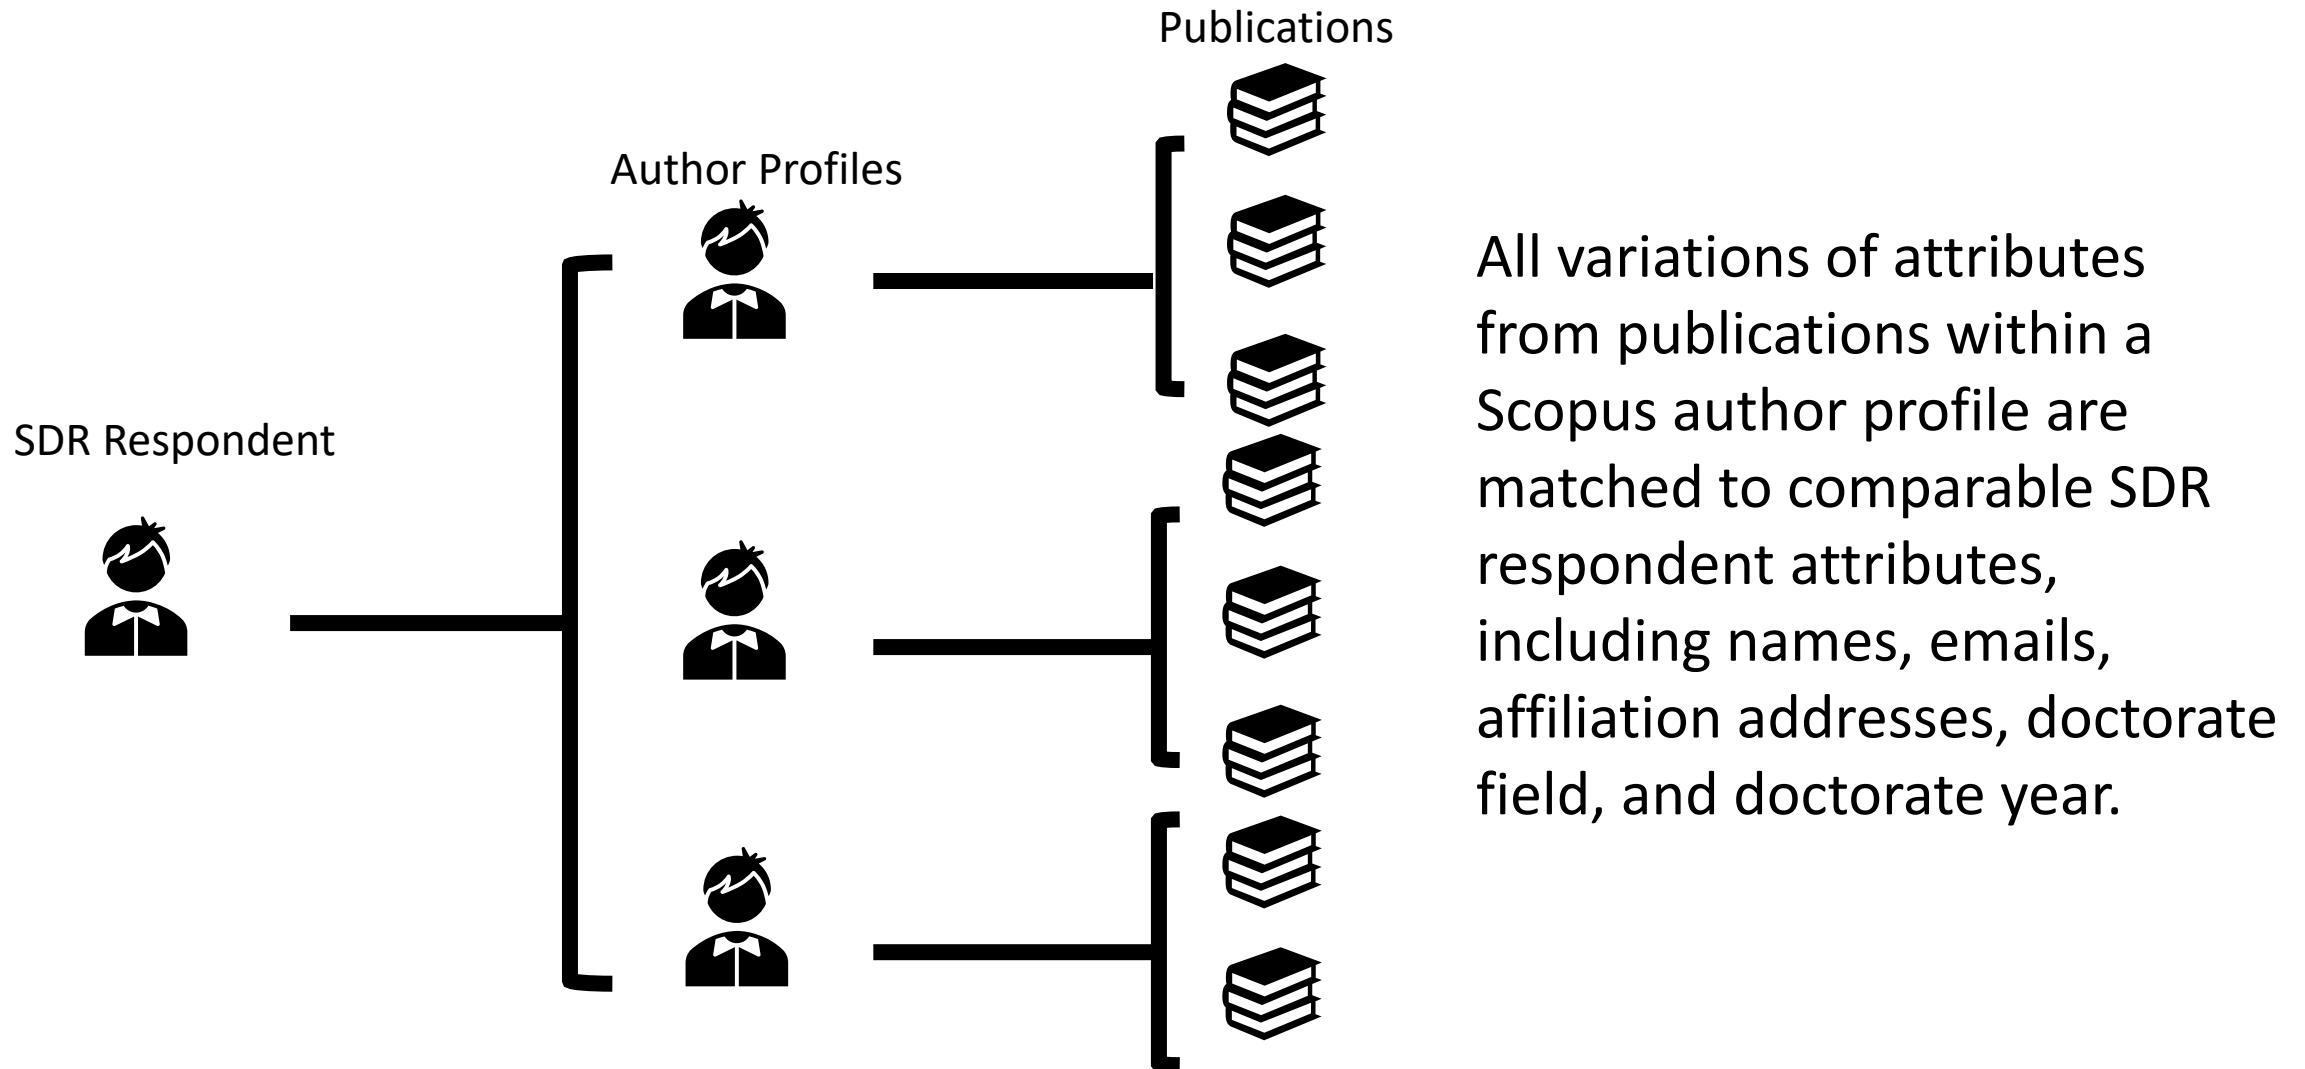 Publications
Author Profiles
SDR Respondent
All variations of attributes
from publications within a
Scopus author profile are
matched to comparable SDR
respondent attributes,
including names, emails,
affiliation addresses, doctorate
field, and doctorate year.